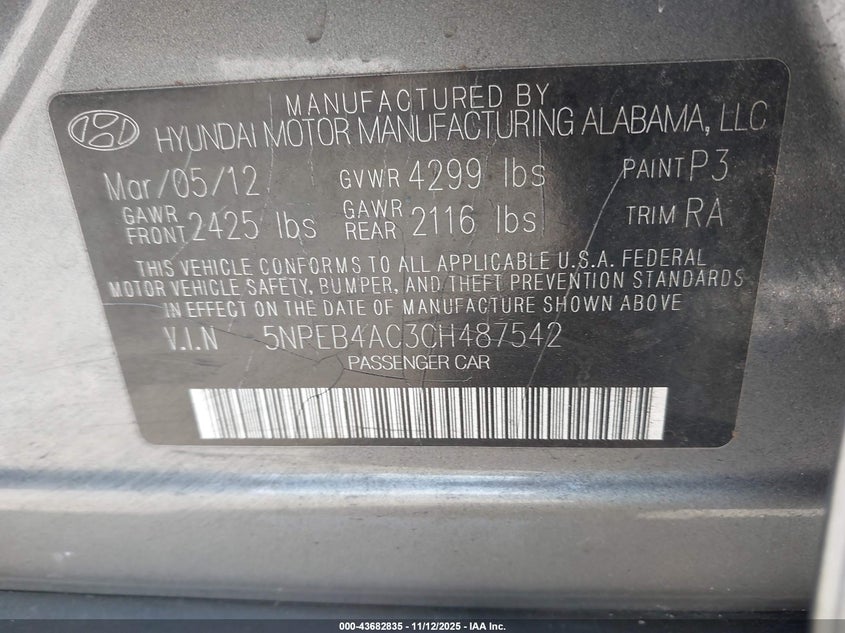 MANUFACTURED BY
HYUNDAI MOTOR MANUFACTURING ALABAMA, LLC
Mar/05/12 GVWR 4299 lbs PAINT P3
GAWR FRONT 2425 lbs GAWR REAR 2116 lbs TRIM RA
THIS VEHICLE CONFORMS TO ALL APPLICABLE U.S.A. FEDERAL
MOTOR VEHICLE SAFETY, BUMPER, AND THEFT PREVENTION STANDARDS
IN EFFECT ON THE DATE OF MANUFACTURE SHOWN ABOVE
V.I.N 5NPEB4AC3CH487542
PASSENGER CAR
000-43682835 - 11/12/2025 - IAA Inc.